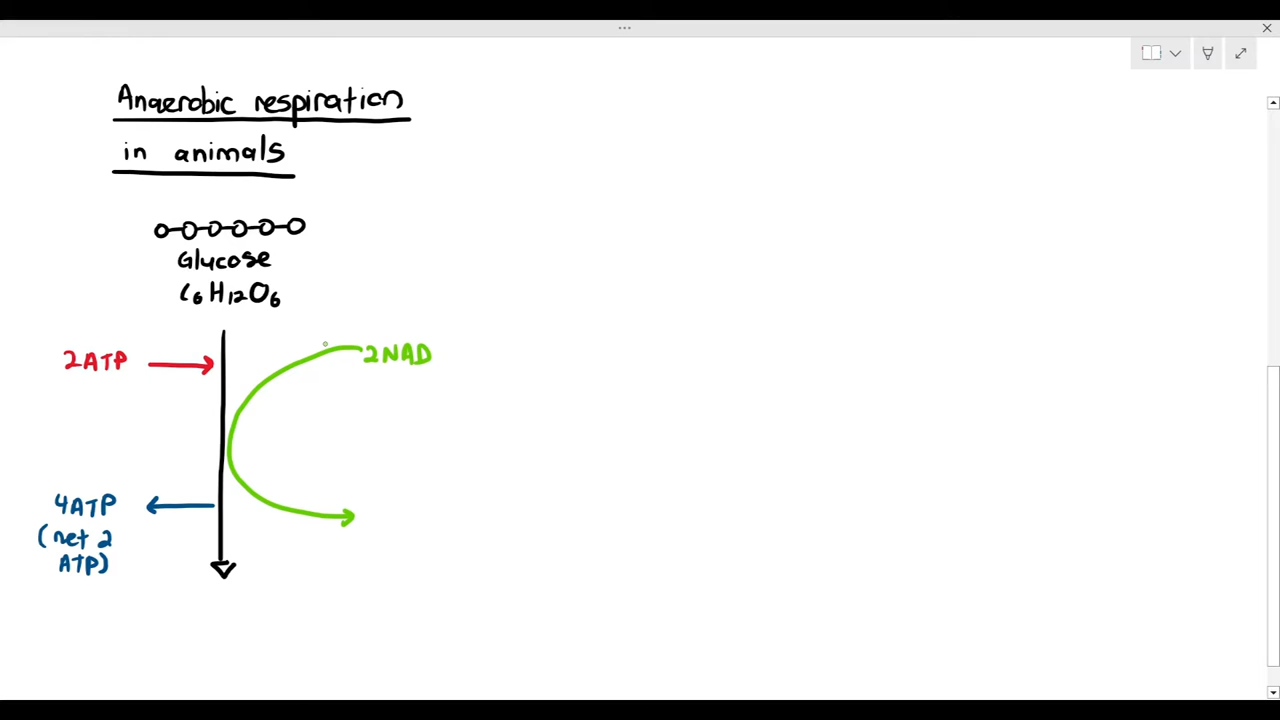 Anaerobic respiration
in animals
Glucose
C6H12O6
2ATP
2NAD
4ATP
(net 2
ATP)